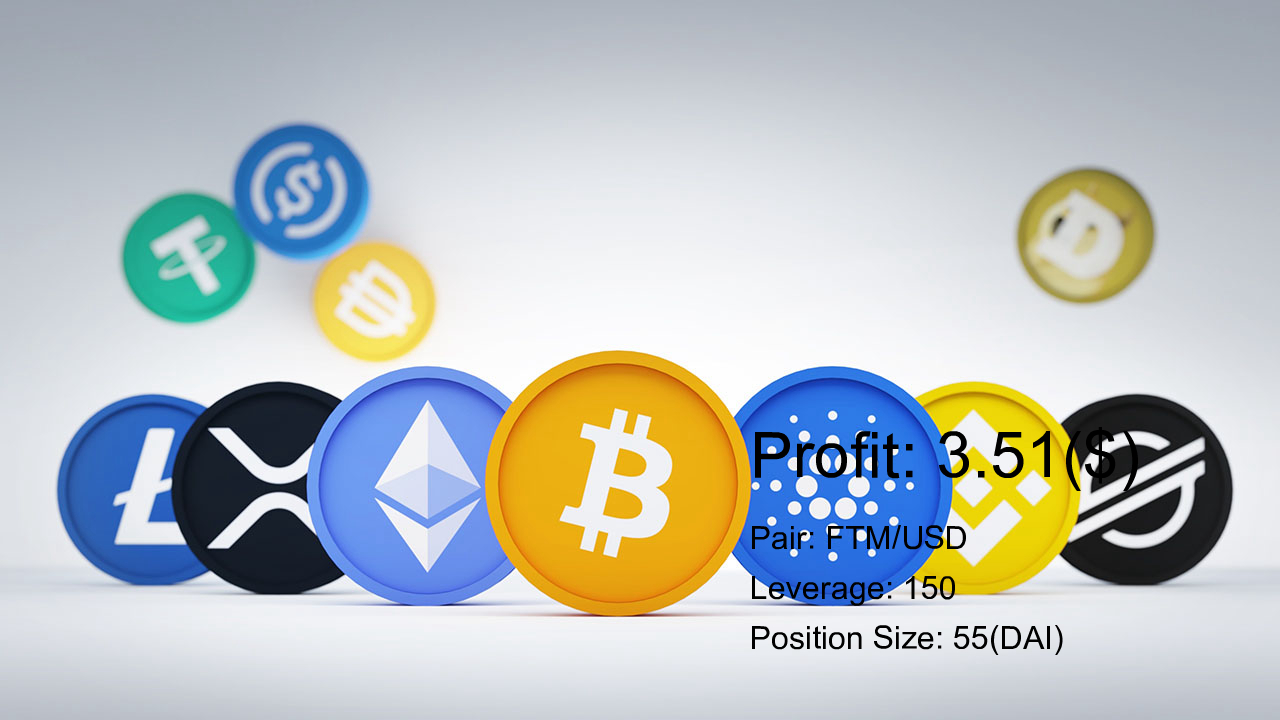 Profit: 3.51($)
Pair: FTM/USD
Leverage: 150
Position Size: 55(DAI)